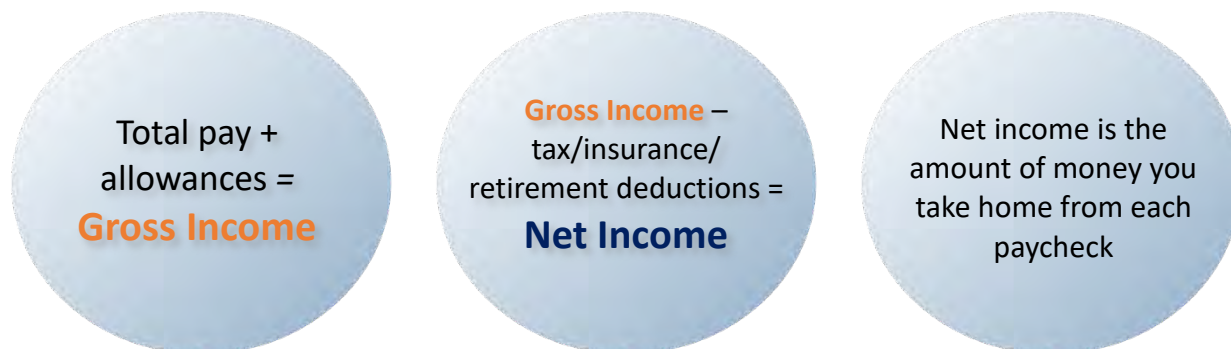 Total pay +
allowances =
Gross Income
Gross Income –
tax/insurance/
retirement deductions =
Net Income
Net income is the
amount of money you
take home from each
paycheck